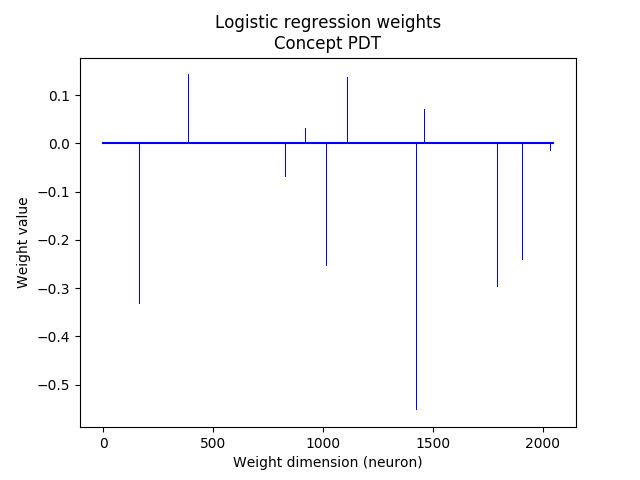 Logistic regression weights
Concept PDT
0.1
0.0
−0.1
−0.2
−0.3
−0.4
−0.5
Weight value
0 500 1000 1500 2000
Weight dimension (neuron)